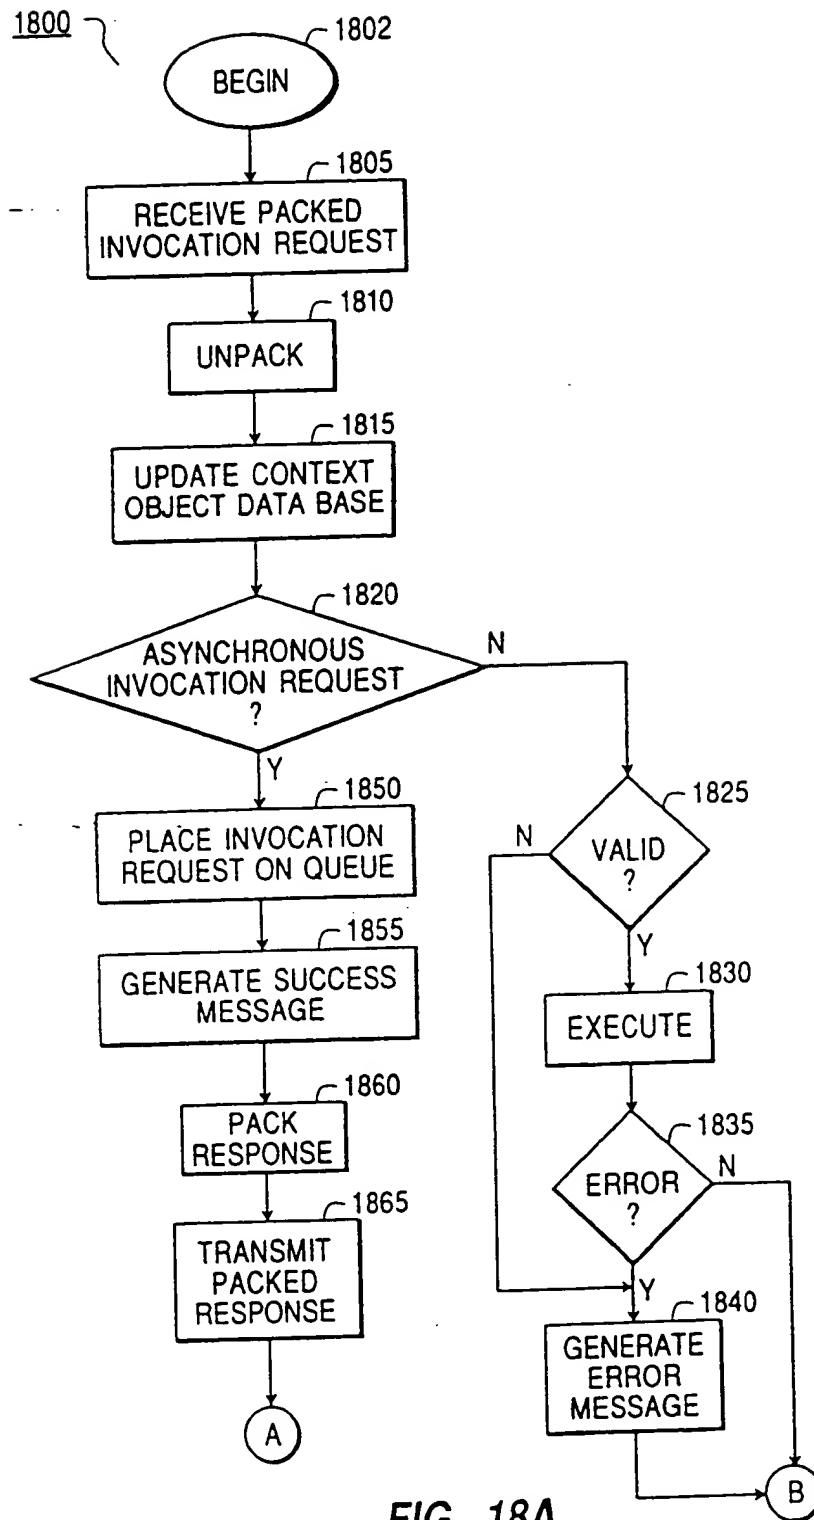 1800
1802
BEGIN
1805
RECEIVE PACKED
INVOCATION REQUEST
1810
UNPACK
1815
UPDATE CONTEXT
OBJECT DATA BASE
1820
ASYNCHRONOUS
INVOCATION REQUEST
?
N
Y
1850
PLACE INVOCATION
REQUEST ON QUEUE
1855
GENERATE SUCCESS
MESSAGE
1860
PACK
RESPONSE
1865
TRANSMIT
PACKED
RESPONSE
A
1825
VALID
?
N
Y
1830
EXECUTE
1835
ERROR
?
N
Y
1840
GENERATE
ERROR
MESSAGE
B
FIG. 18A